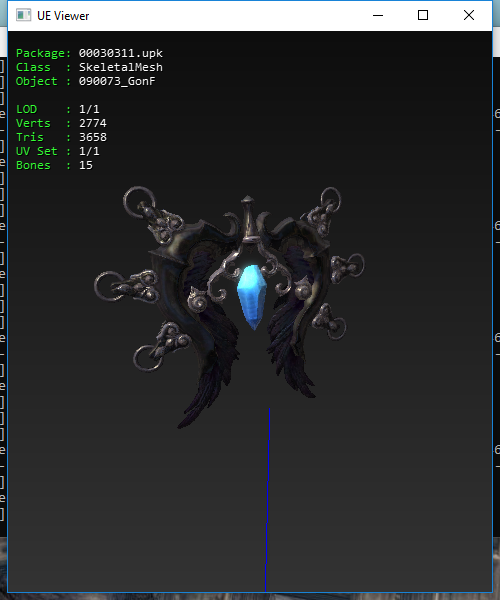 UE Viewer
Package: 00030311.upk
Class : SkeletalMesh
Object : 090073_GonF
LOD : 1/1
Verts : 2774
Tris : 3658
UV Set : 1/1
Bones : 15